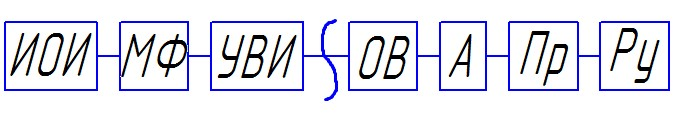 ИОИ МФ УВИ ОВ А Пр Ру